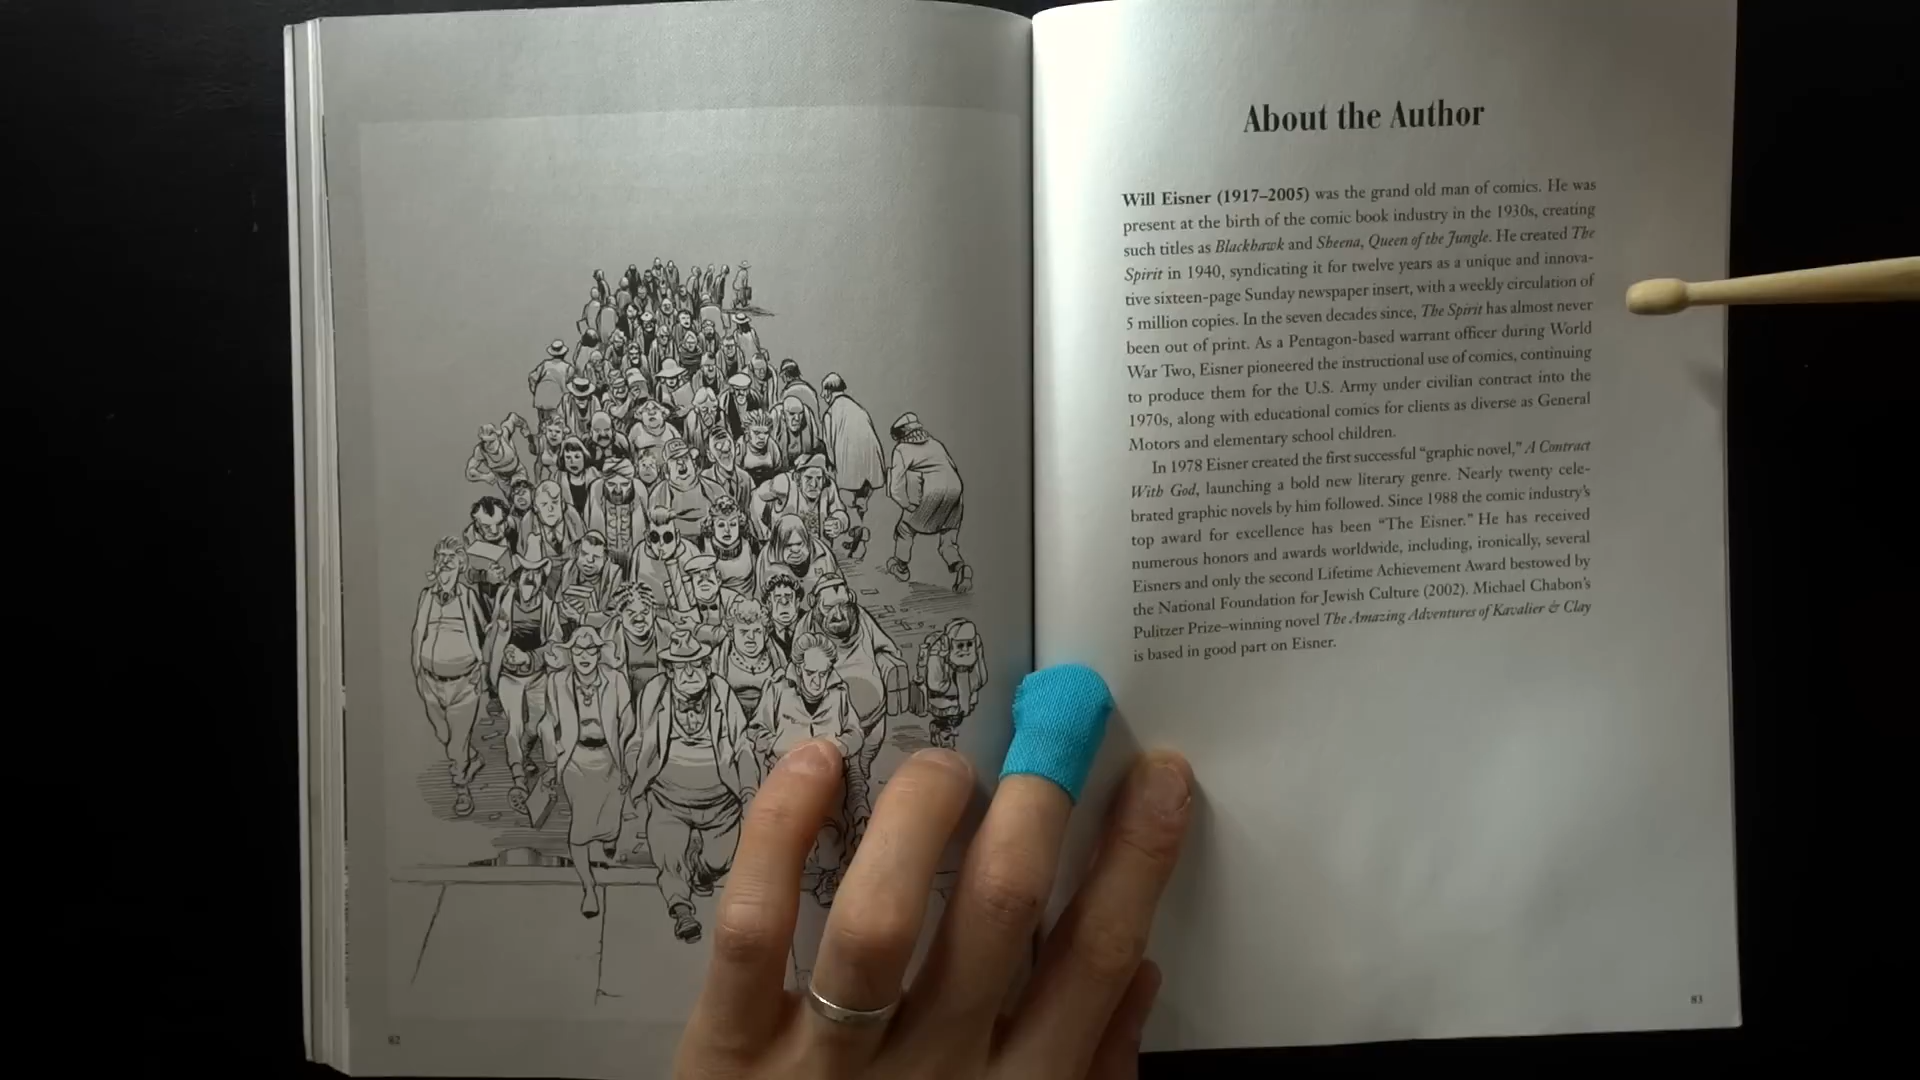 About the Author
Will Eisner (1917–2005) was the grand old man of comics. He was
present at the birth of the comic book industry in the 1930s, creating
such titles as Blackhawk and Sheena, Queen of the Jungle. He created The
Spirit in 1940, syndicating it for twelve years as a unique and innova-
tive sixteen-page Sunday newspaper insert, with a weekly circulation of
5 million copies. In the seven decades since, The Spirit has almost never
been out of print. As a Pentagon-based warrant officer during World
War Two, Eisner pioneered the instructional use of comics, continuing
to produce them for the U.S. Army under civilian contract into the
1970s, along with educational comics for clients as diverse as General
Motors and elementary school children.
In 1978 Eisner created the first successful “graphic novel,” A Contract
With God, launching a bold new literary genre. Nearly twenty cele-
brated graphic novels by him followed. Since 1988 the comic industry’s
top award for excellence has been “The Eisner.” He has received
numerous honors and awards worldwide, including, ironically, several
Eisners and only the second Lifetime Achievement Award bestowed by
the National Foundation for Jewish Culture (2002). Michael Chabon’s
Pulitzer Prize–winning novel The Amazing Adventures of Kavalier & Clay
is based in good part on Eisner.
82
83